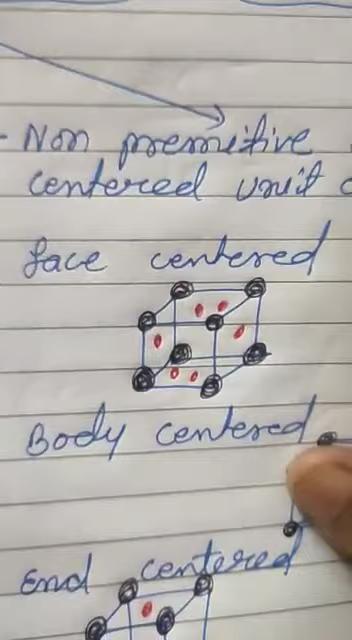 - Non premitive
centered unit c
face centered
Body centered
End centered